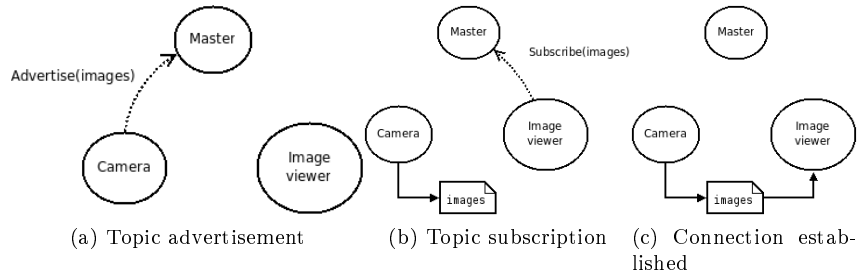 Master
Advertise(images)
Camera
Image
viewer
(a) Topic advertisement
Master
Subscribe(images)
Camera
Image
viewer
images
(b) Topic subscription
Master
Camera
Image
viewer
images
(c) Connection estab-
lished